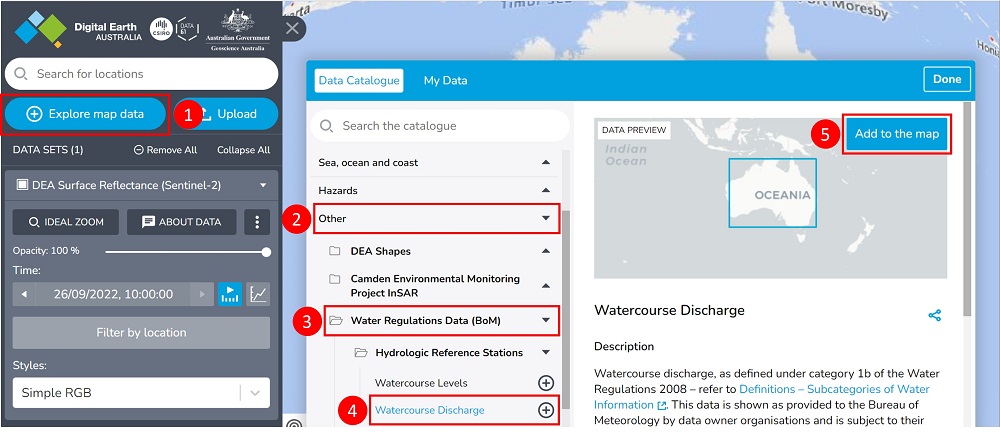 Timor Sea
Port Moresby
Digital Earth
AUSTRALIA
CSIRO
DATA
61
Australian Government
Geoscience Australia
Search for locations
Explore map data
1
Upload
DATA SETS (1)
Remove All
Collapse All
DEA Surface Reflectance (Sentinel-2)
IDEAL ZOOM
ABOUT DATA
Opacity: 100 %
Time:
26/09/2022, 10:00:00
Filter by location
Styles:
Simple RGB
Data Catalogue
My Data
Done
Search the catalogue
Sea, ocean and coast
Hazards
2
Other
DEA Shapes
Camden Environmental Monitoring
Project InSAR
3
Water Regulations Data (BoM)
Hydrologic Reference Stations
Watercourse Levels
4
Watercourse Discharge
DATA PREVIEW
Indian
Ocean
OCEANIA
5
Add to the map
Watercourse Discharge
Description
Watercourse discharge, as defined under category 1b of the Water
Regulations 2008 – refer to Definitions – Subcategories of Water
Information. This data is shown as provided to the Bureau of
Meteorology by data owner organisations and is subject to their